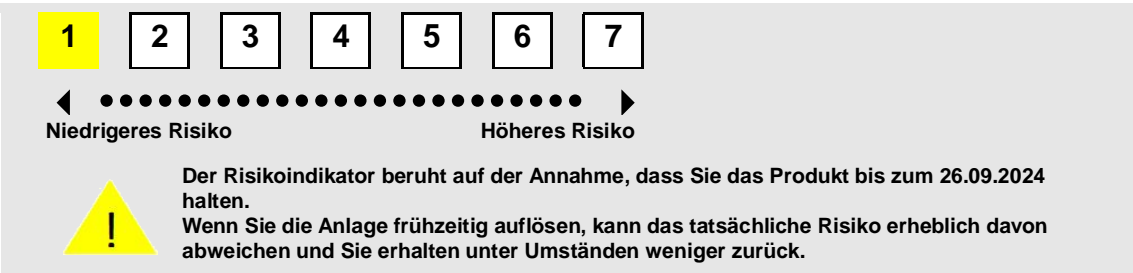 1 2 3 4 5 6 7
Niedrigeres Risiko Höheres Risiko
Der Risikoindikator beruht auf der Annahme, dass Sie das Produkt bis zum 26.09.2024
halten.
Wenn Sie die Anlage frühzeitig auflösen, kann das tatsächliche Risiko erheblich davon
abweichen und Sie erhalten unter Umständen weniger zurück.
!